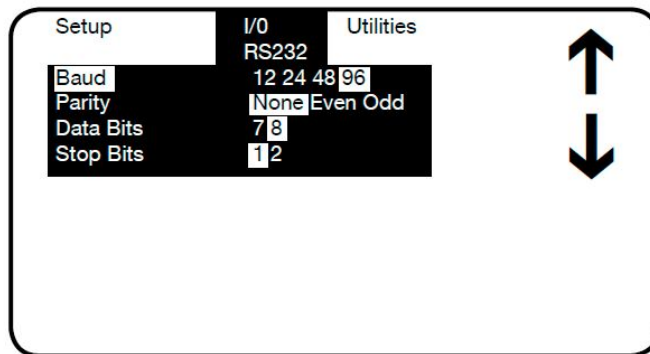 Setup I/0 Utilities
RS232
Baud 12 24 48 96
Parity None Even Odd
Data Bits 7 8
Stop Bits 1 2